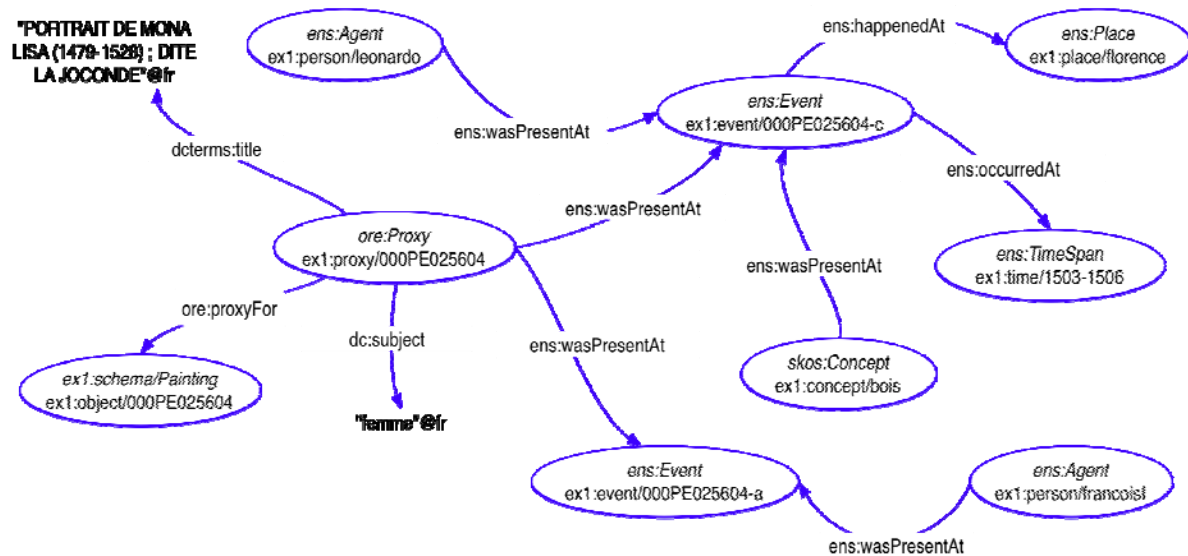 "PORTRAIT DE MONA
LISA (1479-1528) ; DITE
LA JOCONDE"@fr
ens:Agent
ex1:person/leonardo
ens:happenedAt
ens:Place
ex1:place/florence
ens:Event
ex1:event/000PE025604-c
ens:wasPresentAt
dcterms:title
ens:occurredAt
ens:wasPresentAt
ore:Proxy
ex1:proxy/000PE025604
ens:TimeSpan
ex1:time/1503-1506
ens:wasPresentAt
ore:proxyFor
dc:subject
ens:wasPresentAt
ex1:schema/Painting
ex1:object/000PE025604
skos:Concept
ex1:concept/bois
"femme"@fr
ens:Event
ex1:event/000PE025604-a
ens:Agent
ex1:person/francoisI
ens:wasPresentAt